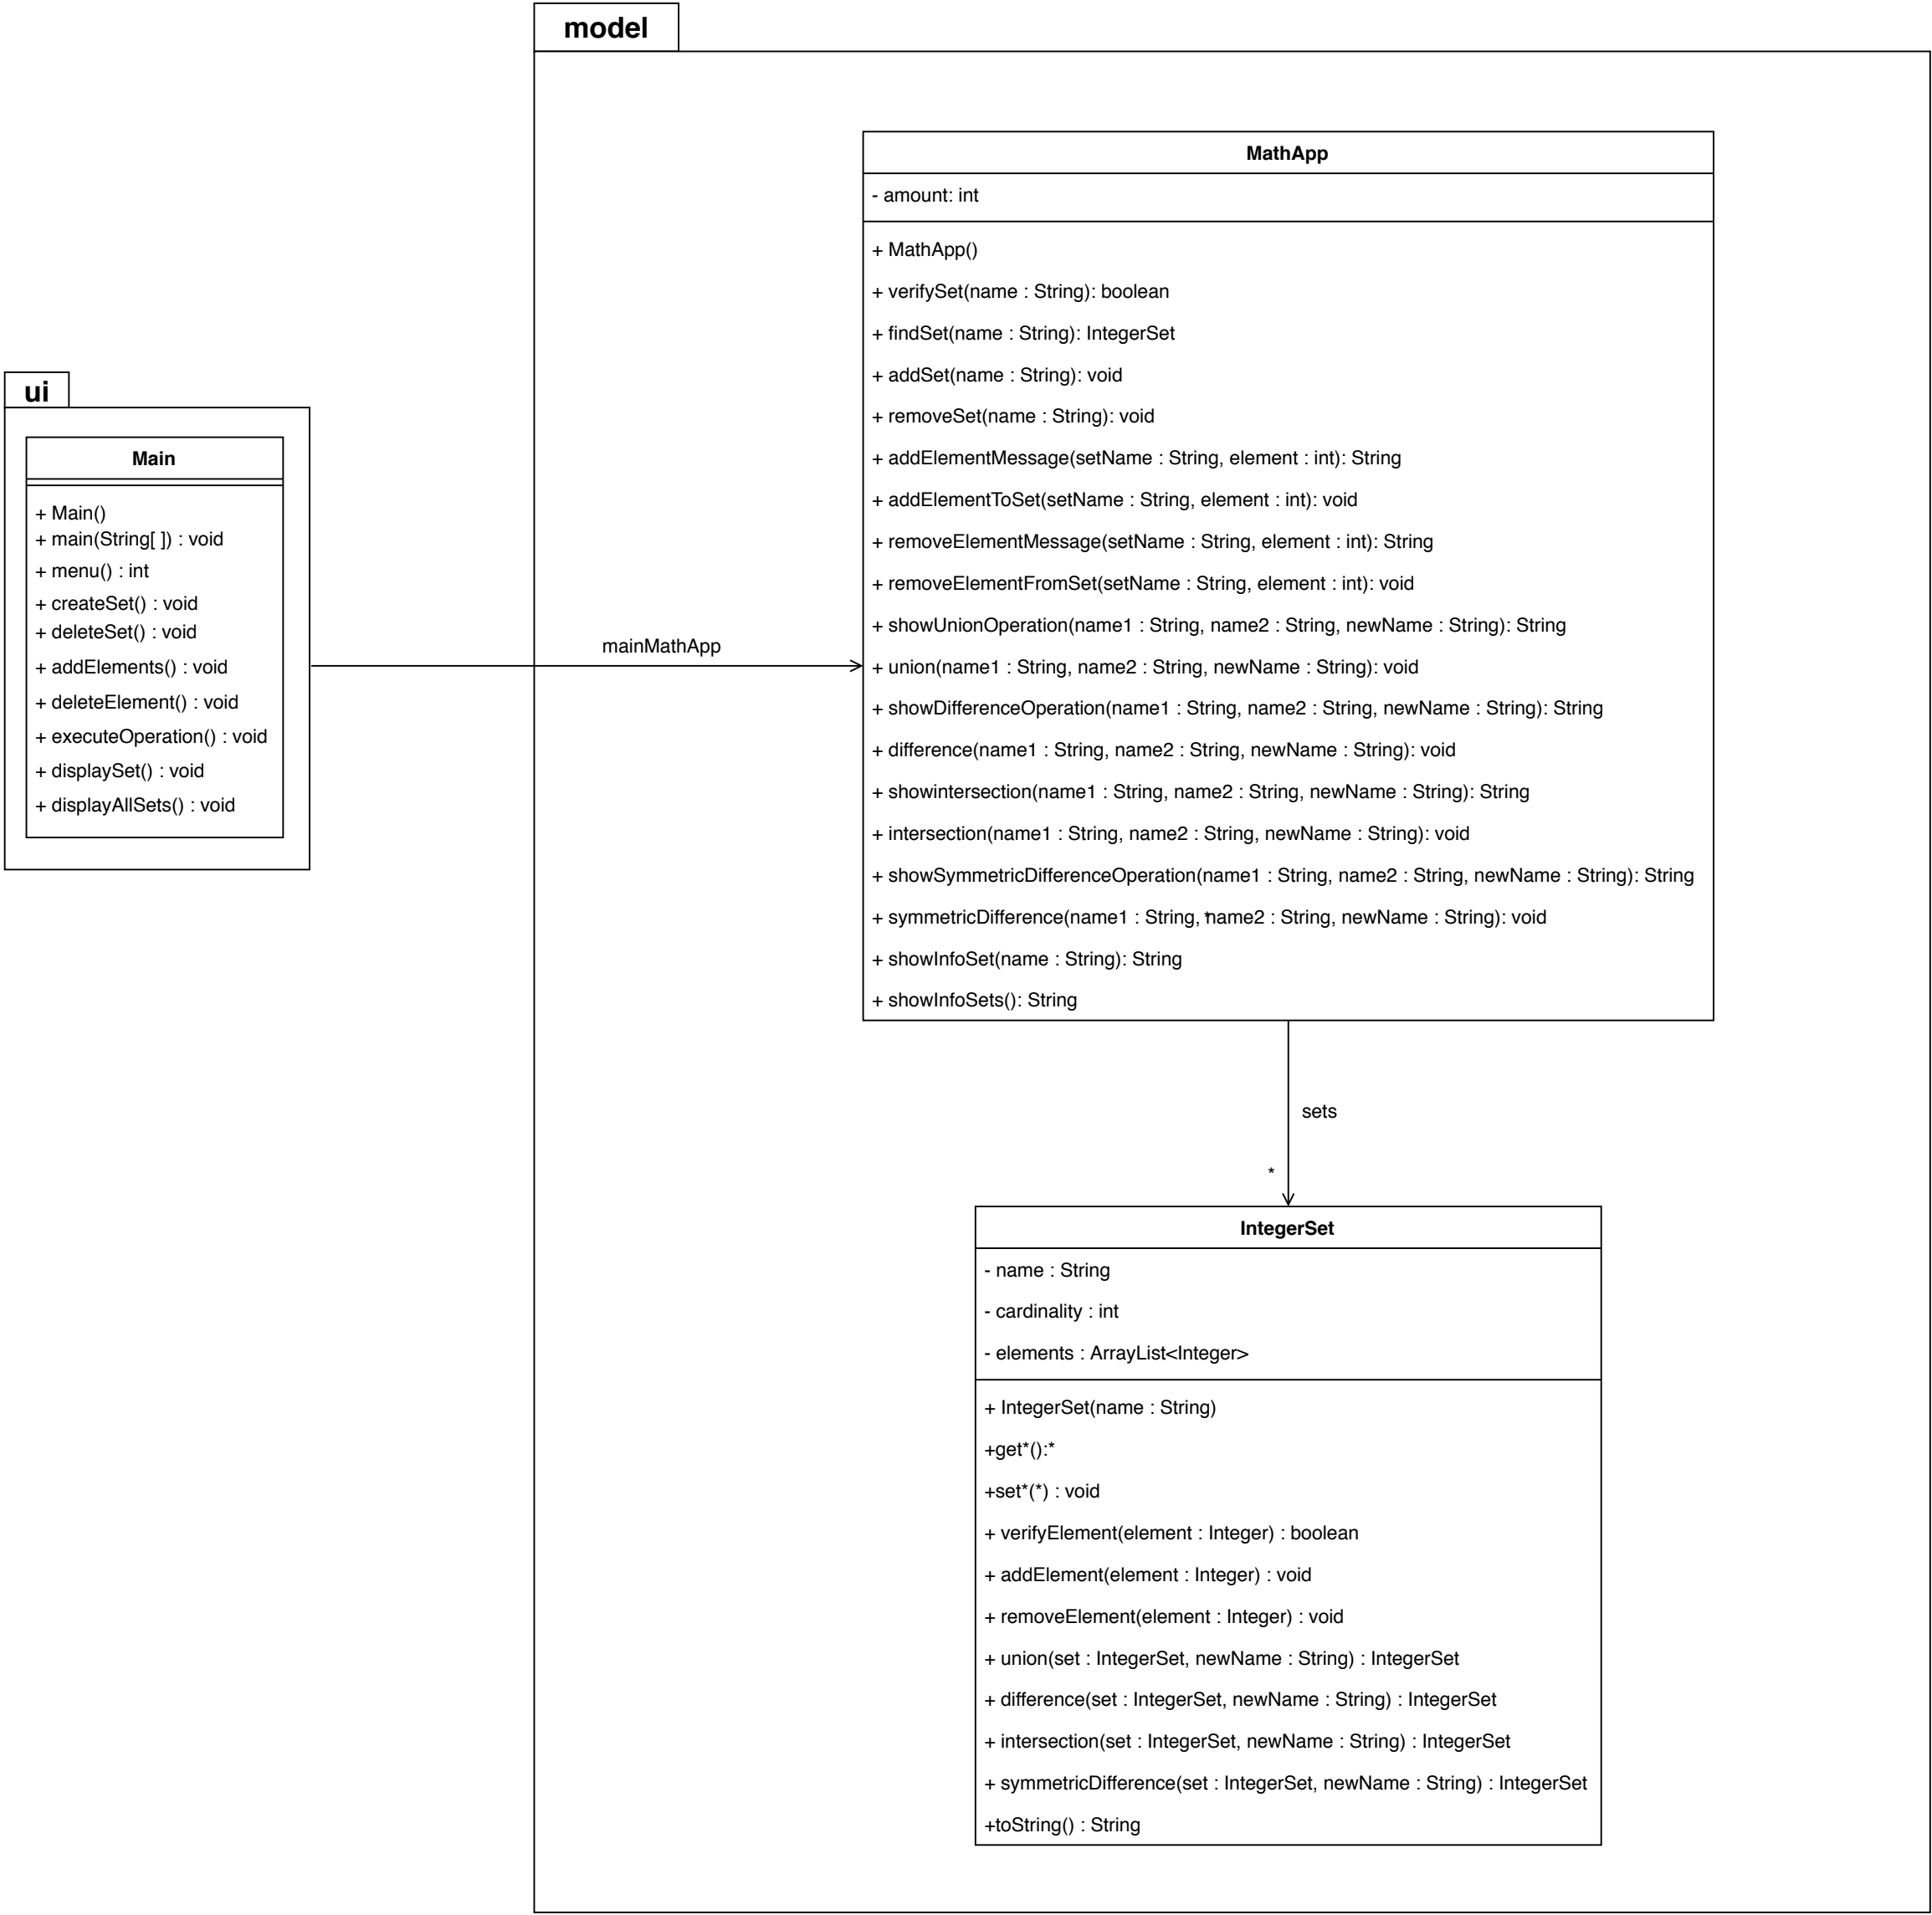 model
MathApp
- amount: int
+ MathApp()
+ verifySet(name : String): boolean
+ findSet(name : String): IntegerSet
+ addSet(name : String): void
+ removeSet(name : String): void
+ addElementMessage(setName : String, element : int): String
+ addElementToSet(setName : String, element : int): void
+ removeElementMessage(setName : String, element : int): String
+ removeElementFromSet(setName : String, element : int): void
+ showUnionOperation(name1 : String, name2 : String, newName : String): String
+ union(name1 : String, name2 : String, newName : String): void
+ showDifferenceOperation(name1 : String, name2 : String, newName : String): String
+ difference(name1 : String, name2 : String, newName : String): void
+ showintersection(name1 : String, name2 : String, newName : String): String
+ intersection(name1 : String, name2 : String, newName : String): void
+ showSymmetricDifferenceOperation(name1 : String, name2 : String, newName : String): String
+ symmetricDifference(name1 : String, name2 : String, newName : String): void
*
+ showInfoSet(name : String): String
+ showInfoSets(): String
ui
Main
+ Main()
+ main(String[ ]) : void
+ menu() : int
+ createSet() : void
+ deleteSet() : void
+ addElements() : void
+ deleteElement() : void
+ executeOperation() : void
+ displaySet() : void
+ displayAllSets() : void
mainMathApp
sets
*
IntegerSet
- name : String
- cardinality : int
- elements : ArrayList<Integer>
+ IntegerSet(name : String)
+get*():*
+set*(*) : void
+ verifyElement(element : Integer) : boolean
+ addElement(element : Integer) : void
+ removeElement(element : Integer) : void
+ union(set : IntegerSet, newName : String) : IntegerSet
+ difference(set : IntegerSet, newName : String) : IntegerSet
+ intersection(set : IntegerSet, newName : String) : IntegerSet
+ symmetricDifference(set : IntegerSet, newName : String) : IntegerSet
+toString() : String